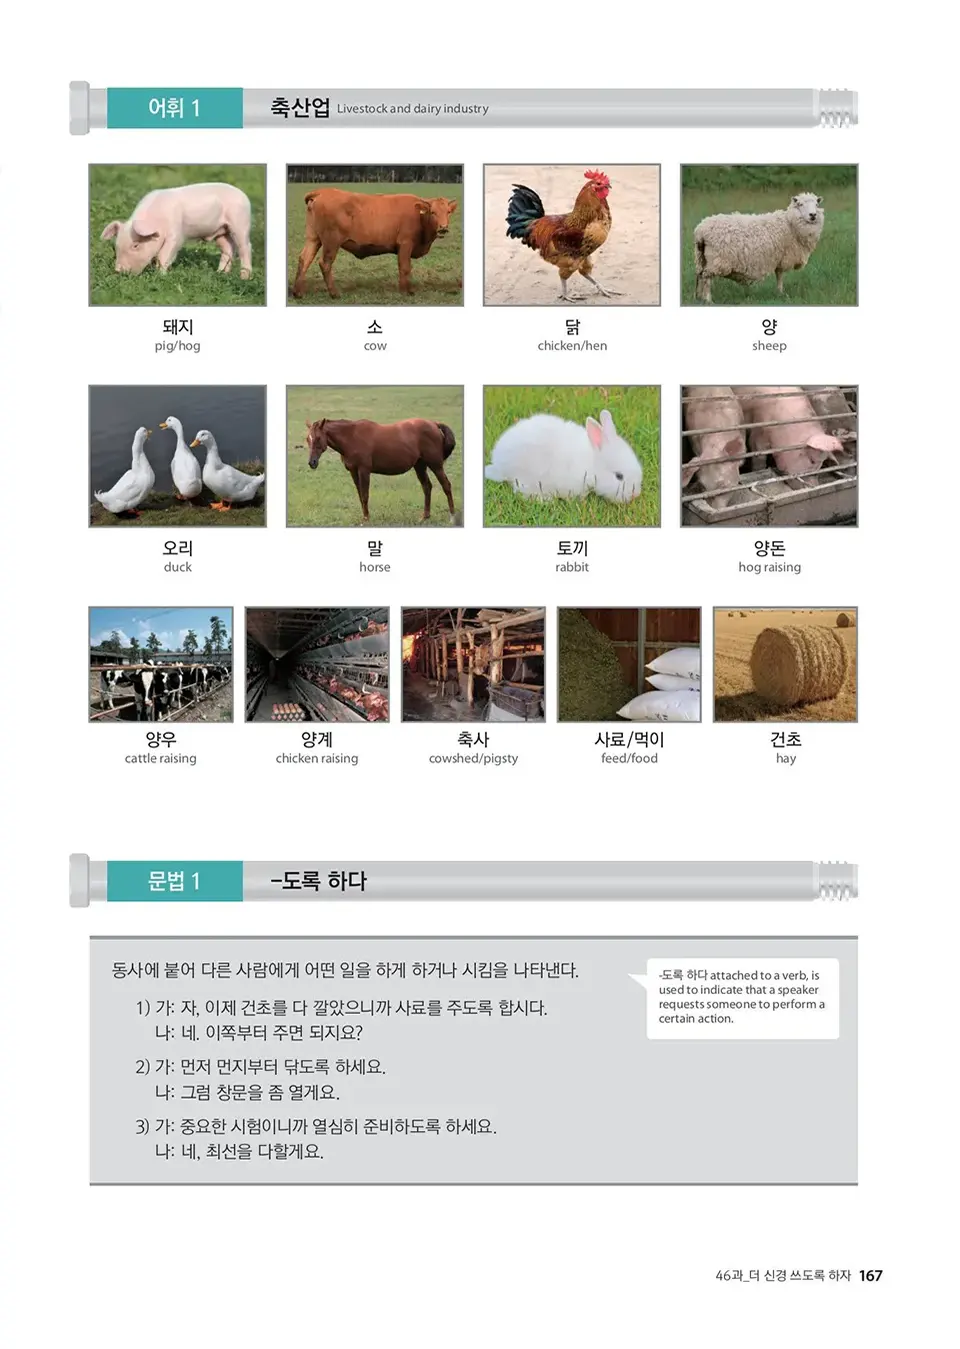 어휘 1 축산업 Livestock and dairy industry
돼지 소 닭 양
pig/hog cow chicken/hen sheep
오리 말 토끼 양돈
duck horse rabbit hog raising
양우 양계 축사 사료/먹이 건초
cattle raising chicken raising cowshed/pigsty feed/food hay
문법 1 -도록 하다
동사에 붙어 다른 사람에게 어떤 일을 하게 하거나 시킴을 나타낸다.
-도록 하다 attached to a verb, is
used to indicate that a speaker
requests someone to perform a
certain action.
1) 가: 자, 이제 건초를 다 깔았으니까 사료를 주도록 합시다.
나: 네. 이쪽부터 주면 되지요?
2) 가: 먼저 먼지부터 닦도록 하세요.
나: 그럼 창문을 좀 열게요.
3) 가: 중요한 시험이니까 열심히 준비하도록 하세요.
나: 네, 최선을 다할게요.
46과_더 신경 쓰도록 하자 167